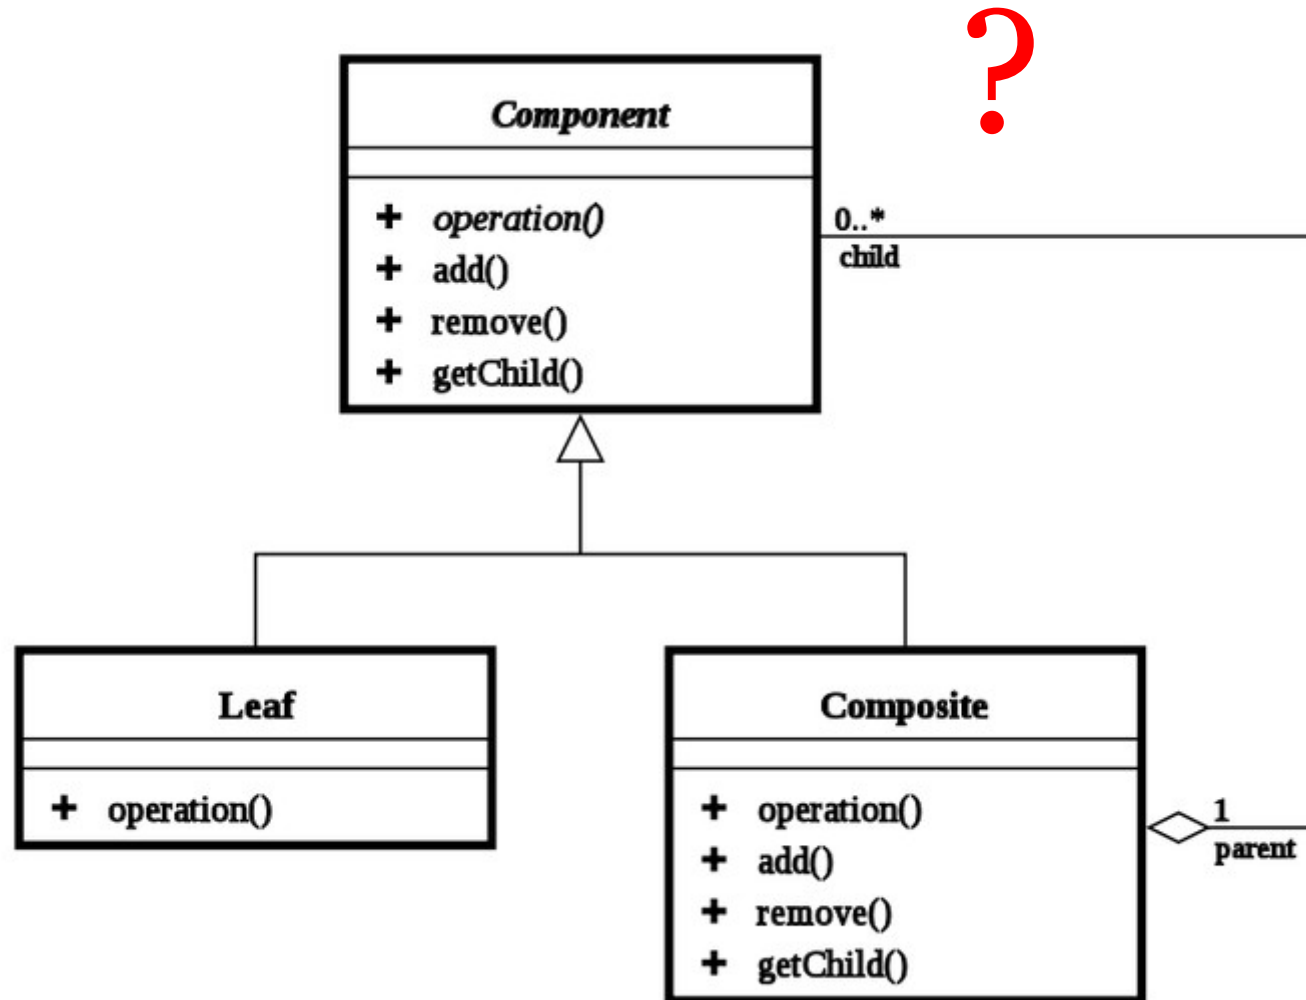 ?
Component
+ operation()
+ add()
+ remove()
+ getChild()
0..*
child
Leaf
+ operation()
Composite
+ operation()
+ add()
+ remove()
+ getChild()
1
parent